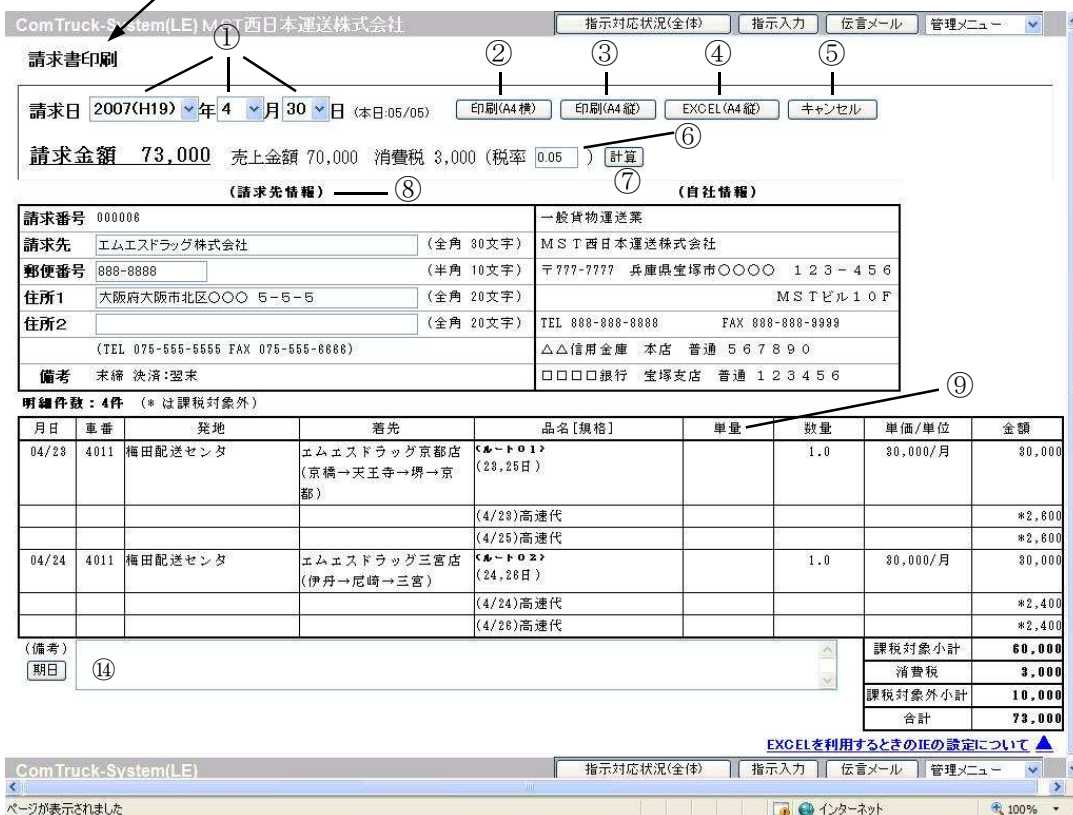 ComTruck-System(LE) MST西日本運送株式会社 指示対応状況(全体) 指示入力 伝言メール 管理メニュー
①
請求書印刷 ② ③ ④ ⑤
請求日 2007(H19) 年 4 月 30 日 (本日:05/05) 印刷(A4横) 印刷(A4縦) EXCEL(A4縦) キャンセル
⑥
請求金額 73,000 売上金額 70,000 消費税 3,000 (税率 0.05 ) 計算
⑦
(請求先情報) ⑧ (自社情報)
請求番号 000006 一般貨物運送業
請求先 エムエスドラッグ株式会社 (全角 30文字) MST西日本運送株式会社
郵便番号 888-8888 (半角 10文字) 〒777-7777 兵庫県宝塚市〇〇〇〇 123-456
住所1 大阪府大阪市北区〇〇〇 5-5-5 (全角 20文字) MSTビル10F
住所2 (全角 20文字) TEL 888-888-8888 FAX 888-888-9999
(TEL 075-555-5555 FAX 075-555-6666) △△信用金庫 本店 普通 567890
備考 末締 決済:翌末 □□□□銀行 宝塚支店 普通 123456
⑨
明細件数:4件 (* は課税対象外)
月日 車番 発地 着先 品名[規格] 単量 数量 単価/単位 金額
04/23 4011 梅田配送センタ エムエスドラッグ京都店 <ルート01> 1.0 30,000/月 30,000
(京橋→天王寺→堺→京 (23,25日)
都)
(4/23)高速代 *2,600
(4/25)高速代 *2,600
04/24 4011 梅田配送センタ エムエスドラッグ三宮店 <ルート02> 1.0 30,000/月 30,000
(伊丹→尼崎→三宮) (24,26日)
(4/24)高速代 *2,400
(4/26)高速代 *2,400
(備考) 課税対象小計 60,000
期日 ⑭ 消費税 3,000
課税対象外小計 10,000
合計 73,000
EXCELを利用するときのIEの設定について ▲
ComTruck-System(LE) 指示対応状況(全体) 指示入力 伝言メール 管理メニュー
ページが表示されました インターネット 100%